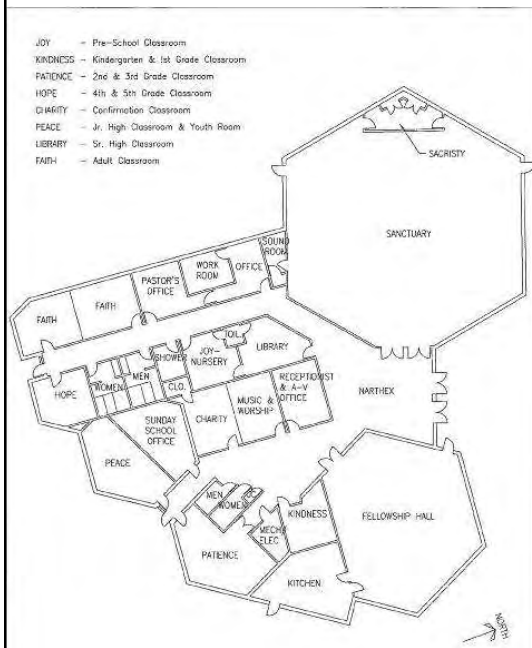 JOY – Pre-School Classroom
KINDNESS – Kindergarten & 1st Grade Classroom
PATIENCE – 2nd & 3rd Grade Classroom
HOPE – 4th & 5th Grade Classroom
CHARITY – Confirmation Classroom
PEACE – Jr. High Classroom & Youth Room
LIBRARY – Sr. High Classroom
FAITH – Adult Classroom
SACRISTY
SANCTUARY
SOUND
ROOM
OFFICE
WORK
ROOM
PASTOR'S
OFFICE
FAITH
FAITH
TOIL.
LIBRARY
JOY-
NURSERY
SHOWER
CLO.
MEN
WOMEN
HOPE
RECEPTIONIST
& A-V
OFFICE
NARTHEX
MUSIC &
WORSHIP
CHARITY
SUNDAY
SCHOOL
OFFICE
PEACE
MEN
WOMEN
MECH
ELEC
KINDNESS
FELLOWSHIP HALL
PATIENCE
KITCHEN
NORTH